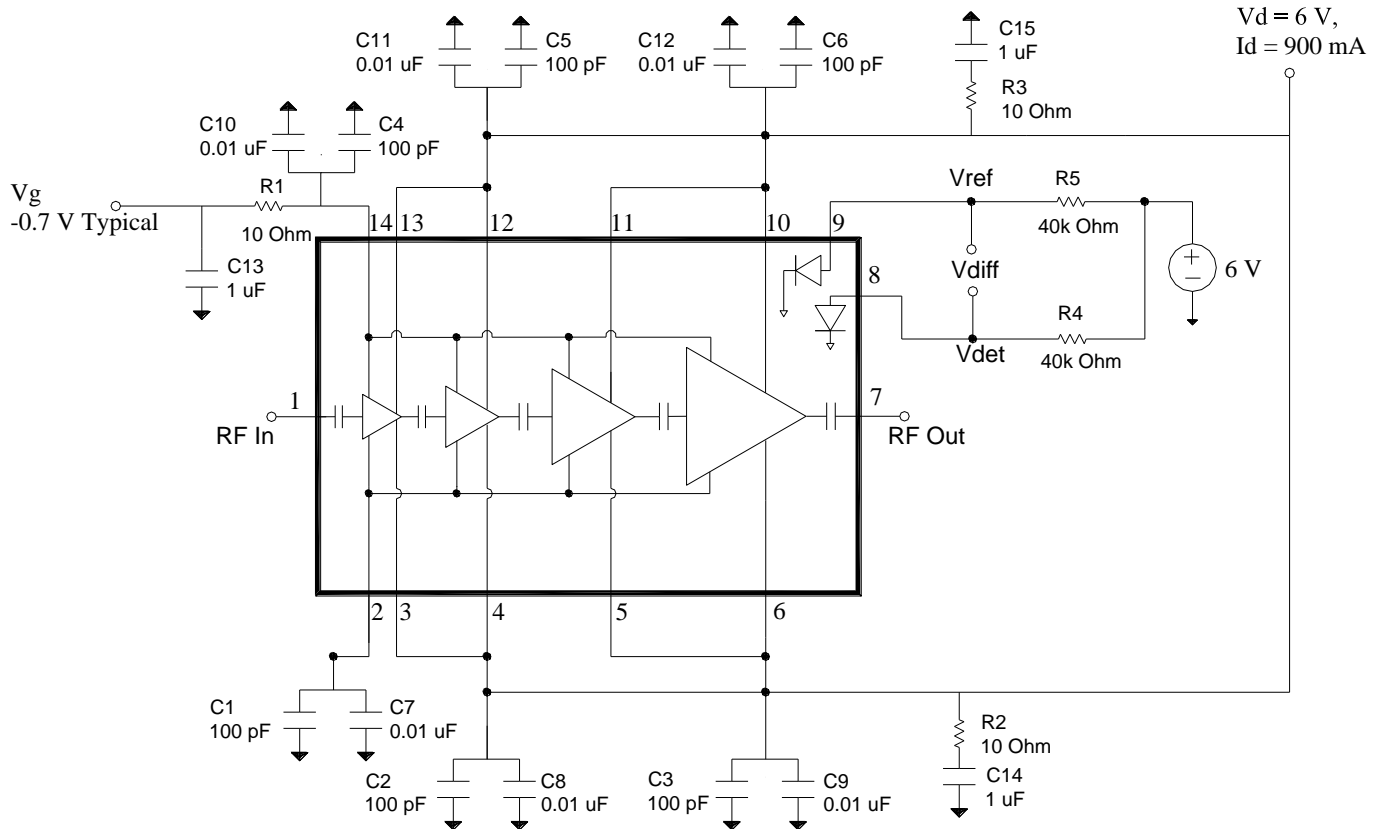 Vd = 6 V,
Id = 900 mA
C11
0.01 uF
C5
100 pF
C12
0.01 uF
C6
100 pF
C15
1 uF
R3
10 Ohm
C10
0.01 uF
C4
100 pF
Vg
-0.7 V Typical
R1
10 Ohm
C13
1 uF
14
13
12
11
10
9
8
Vref
R5
40k Ohm
Vdiff
6 V
R4
40k Ohm
Vdet
1
RF In
7
RF Out
2
3
4
5
6
C1
100 pF
C7
0.01 uF
C2
100 pF
C8
0.01 uF
C3
100 pF
C9
0.01 uF
R2
10 Ohm
C14
1 uF